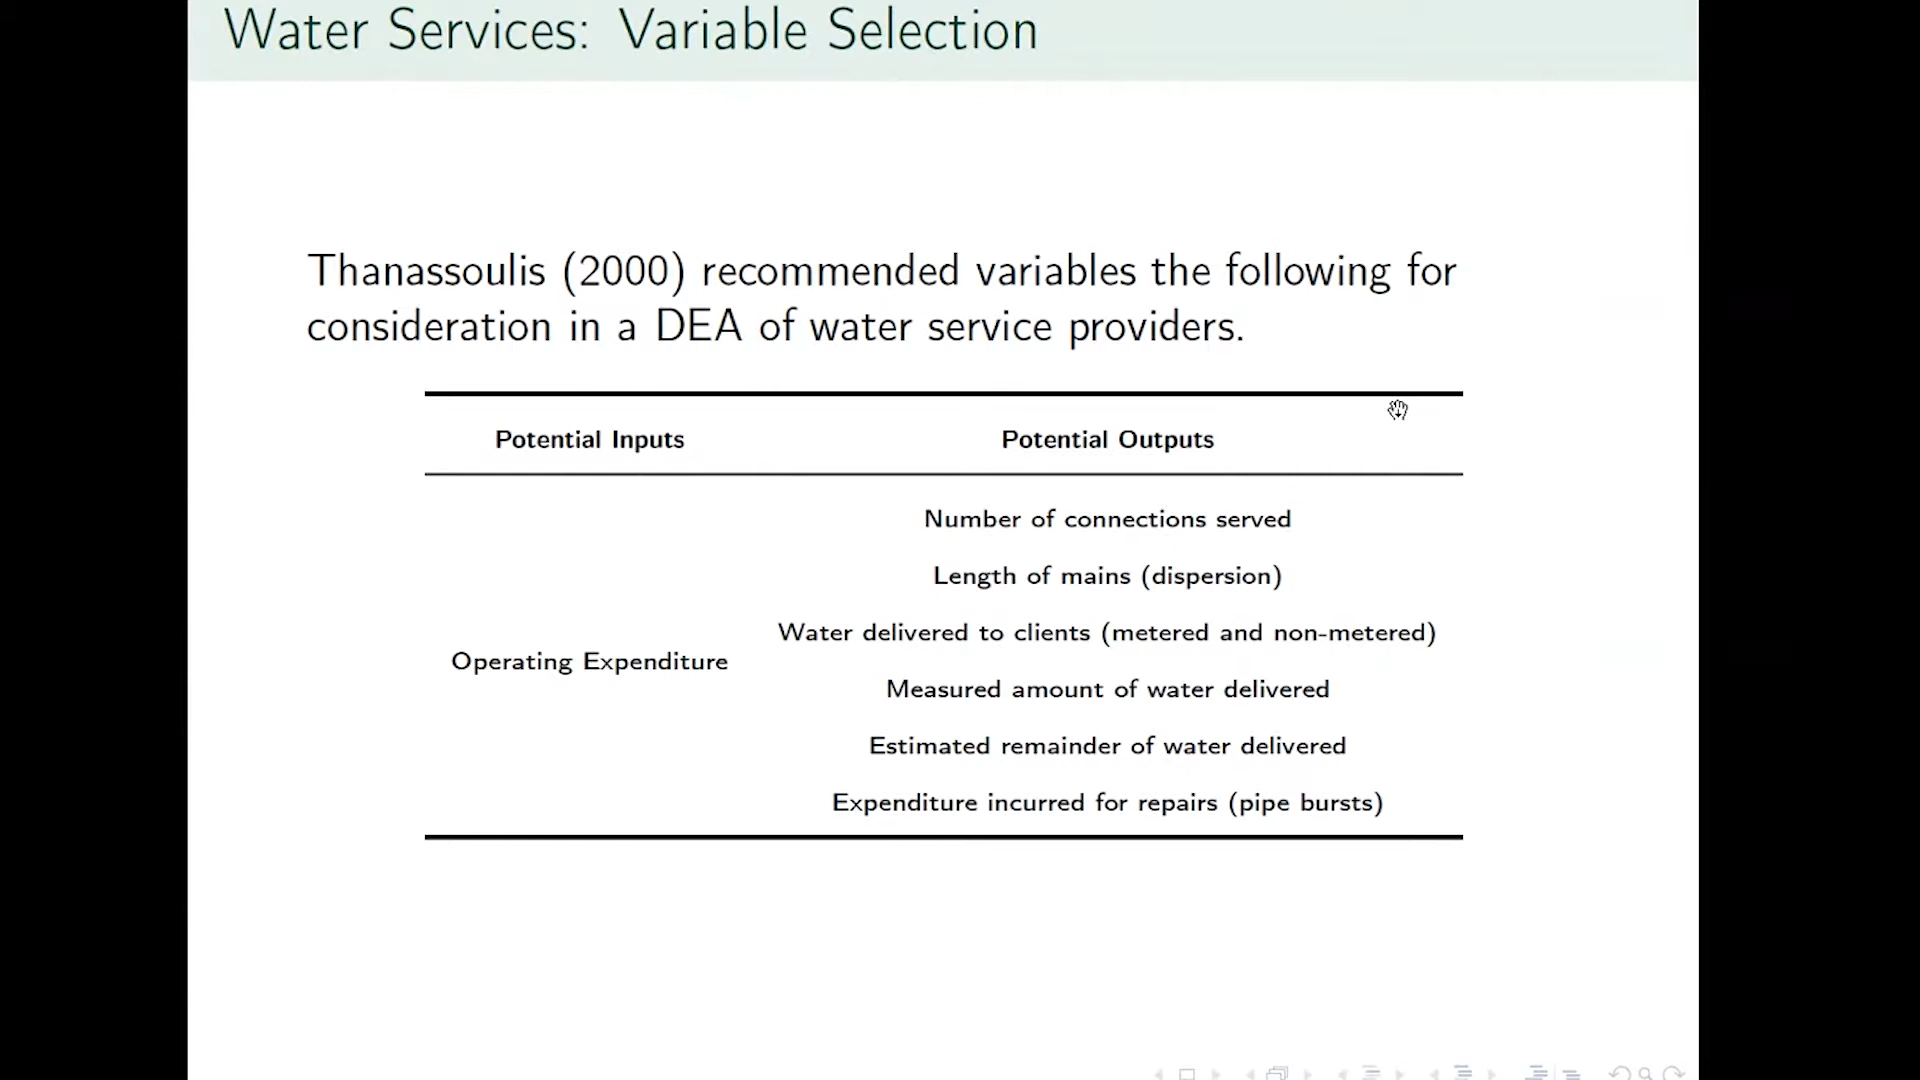 Water Services: Variable Selection
Thanassoulis (2000) recommended variables the following for
consideration in a DEA of water service providers.
Potential Inputs
Potential Outputs
Operating Expenditure
Number of connections served
Length of mains (dispersion)
Water delivered to clients (metered and non-metered)
Measured amount of water delivered
Estimated remainder of water delivered
Expenditure incurred for repairs (pipe bursts)